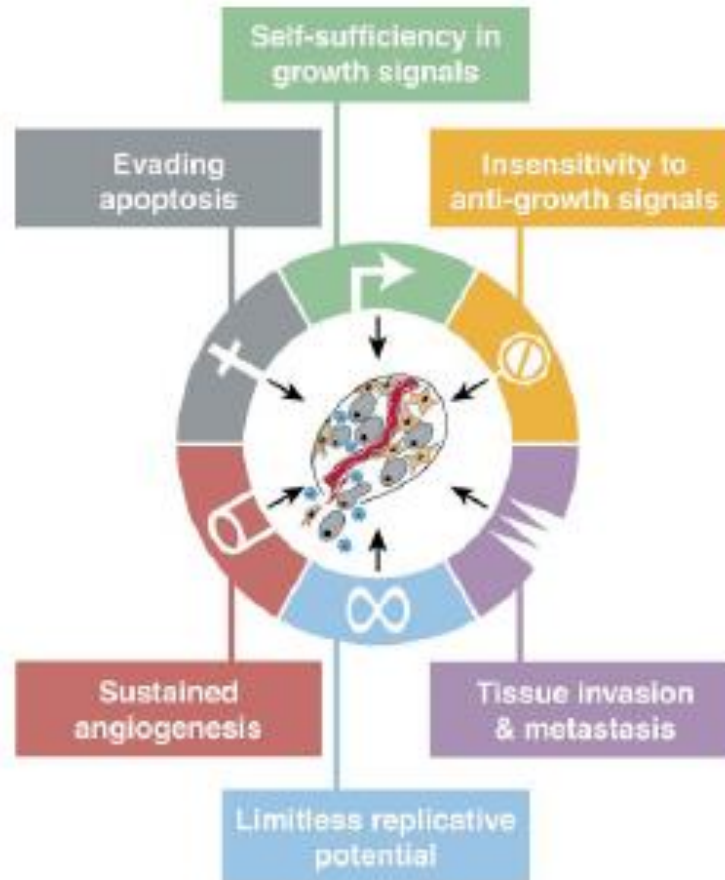 Self-sufficiency in
growth signals
Evading
apoptosis
Insensitivity to
anti-growth signals
Sustained
angiogenesis
Tissue invasion
& metastasis
Limitless replicative
potential